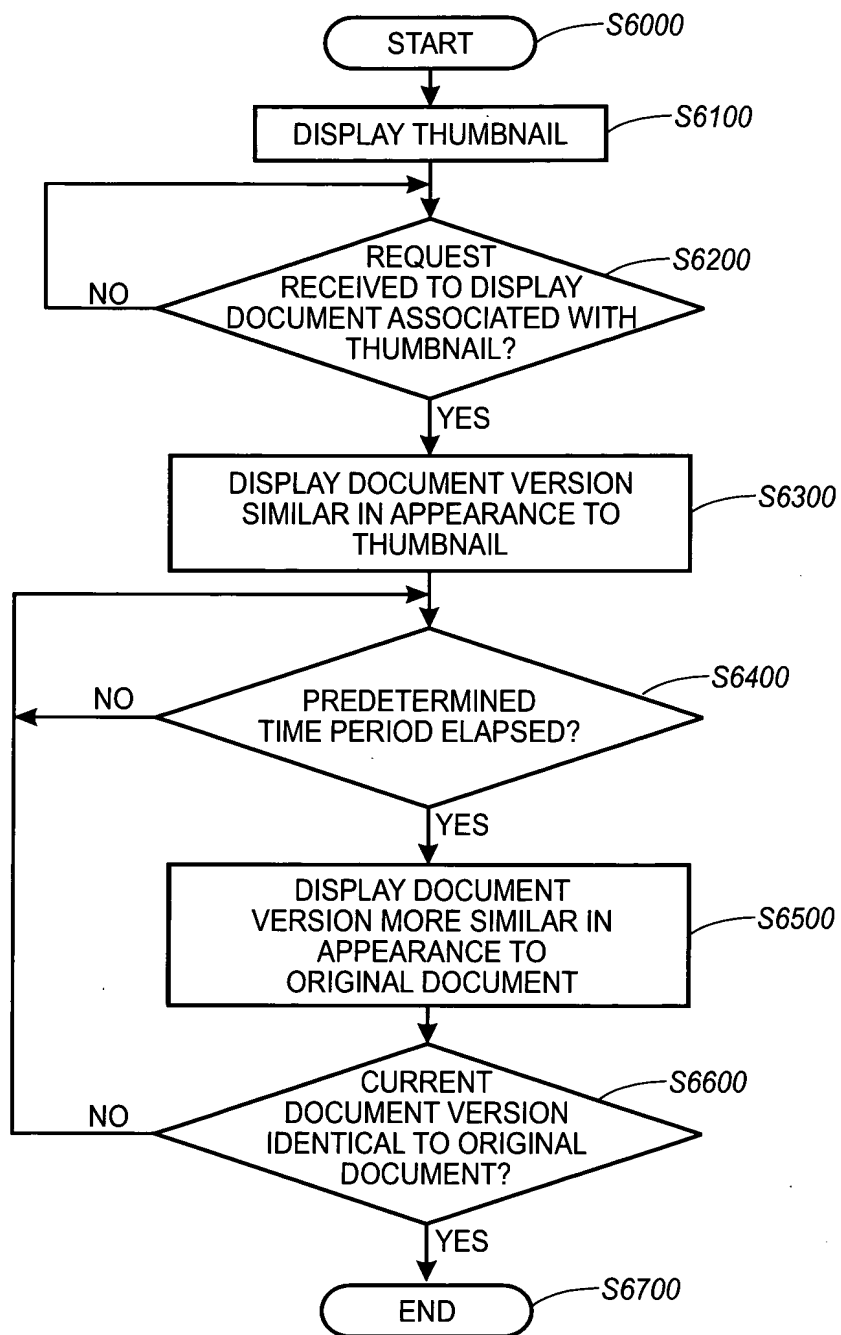 START
S6000
DISPLAY THUMBNAIL
S6100
REQUEST
RECEIVED TO DISPLAY
DOCUMENT ASSOCIATED WITH
THUMBNAIL?
S6200
NO
YES
DISPLAY DOCUMENT VERSION
SIMILAR IN APPEARANCE TO
THUMBNAIL
S6300
PREDETERMINED
TIME PERIOD ELAPSED?
S6400
NO
YES
DISPLAY DOCUMENT
VERSION MORE SIMILAR IN
APPEARANCE TO
ORIGINAL DOCUMENT
S6500
CURRENT
DOCUMENT VERSION
IDENTICAL TO ORIGINAL
DOCUMENT?
S6600
NO
YES
END
S6700